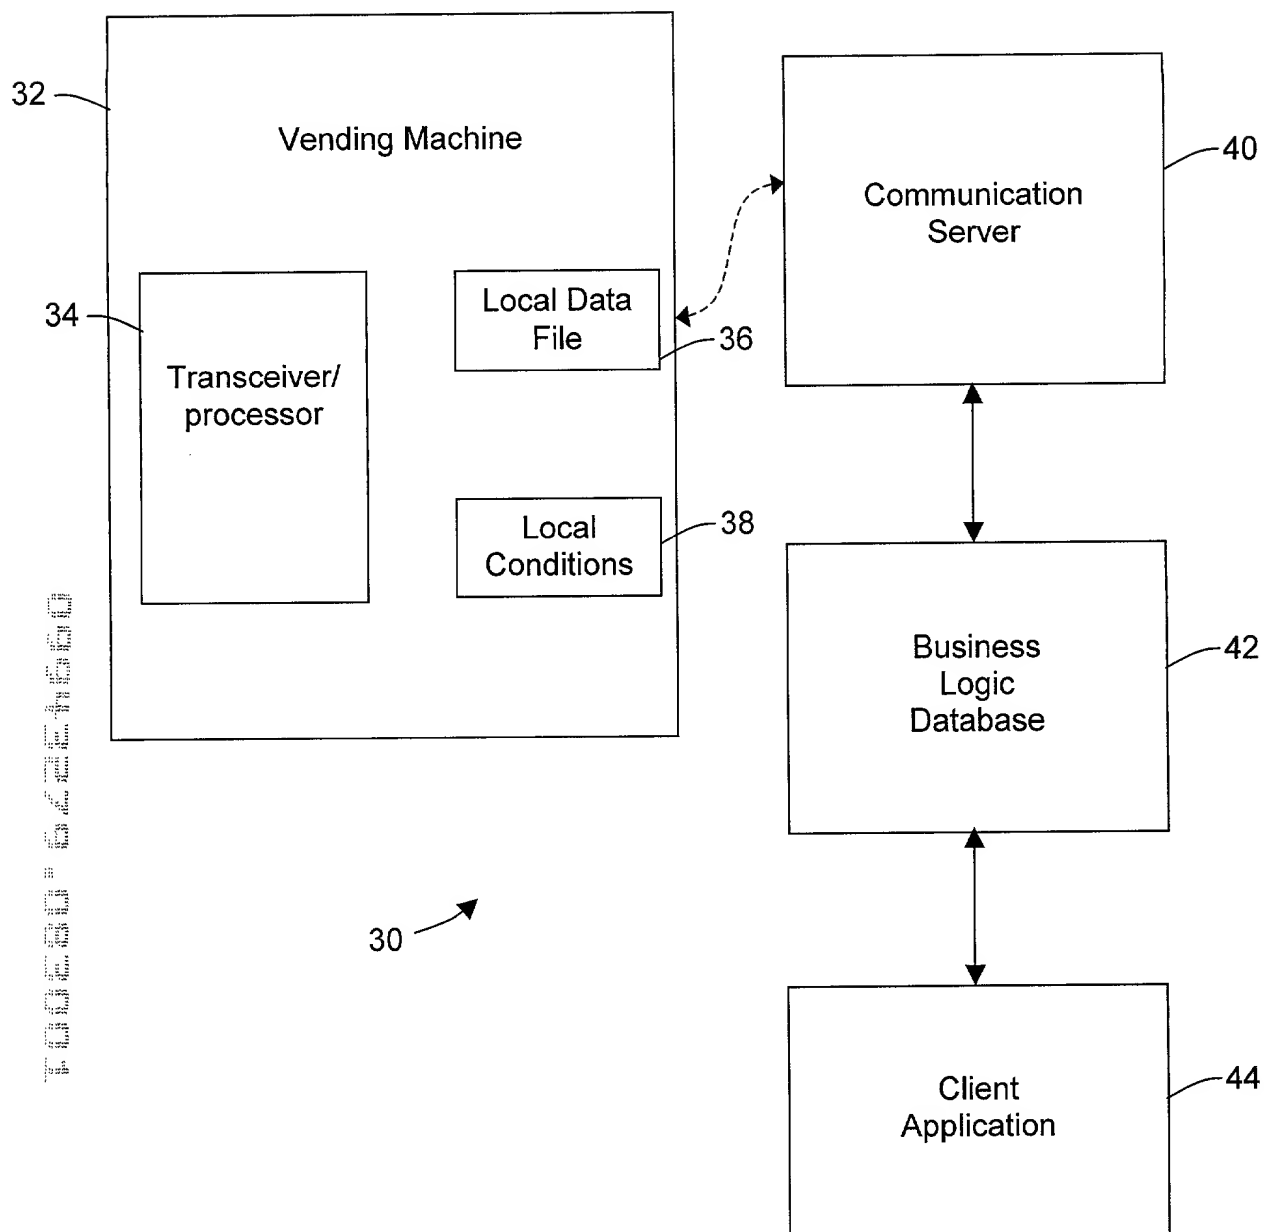 32
Vending Machine
34
Transceiver/
processor
Local Data
File
36
Local
Conditions
38
30
Communication
Server
40
Business
Logic
Database
42
Client
Application
44